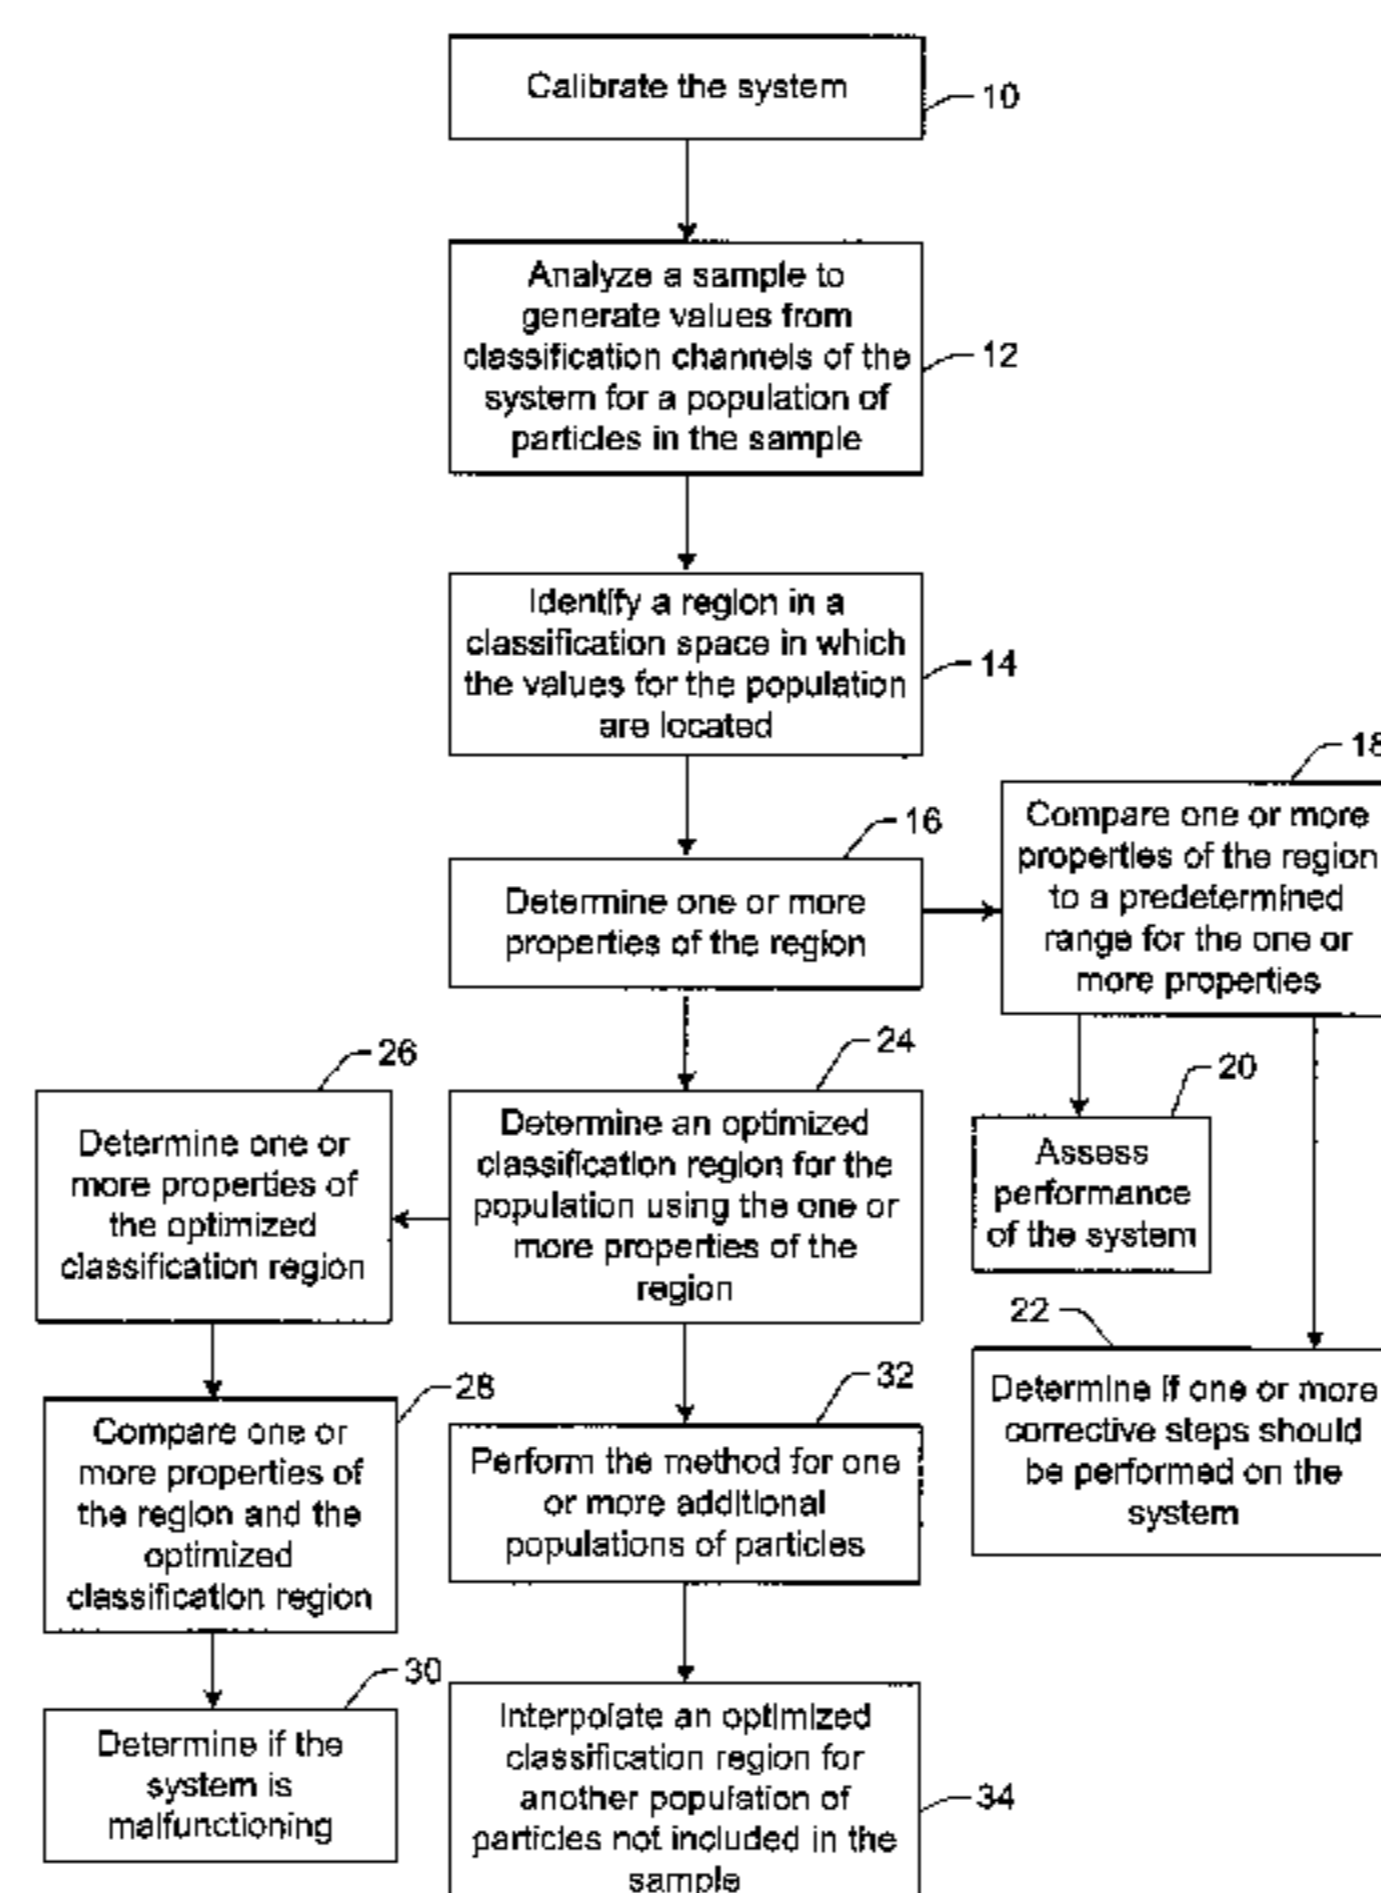 Calibrate the system
10
Analyze a sample to
generate values from
classification channels of the
system for a population of
particles in the sample
12
Identify a region in a
classification space in which
the values for the population
are located
14
16
Determine one or more
properties of the region
18
Compare one or more
properties of the region
to a predetermined
range for the one or
more properties
20
Assess
performance
of the system
22
Determine if one or more
corrective steps should
be performed on the
system
24
Determine an optimized
classification region for the
population using the one or
more properties of the
region
26
Determine one or
more properties of
the optimized
classification region
28
Compare one or
more properties of
the region and the
optimized
classification region
30
Determine if the
system is
malfunctioning
32
Perform the method for one
or more additional
populations of particles
Interpolate an optimized
classification region for
another population of
particles not included in the
sample
34